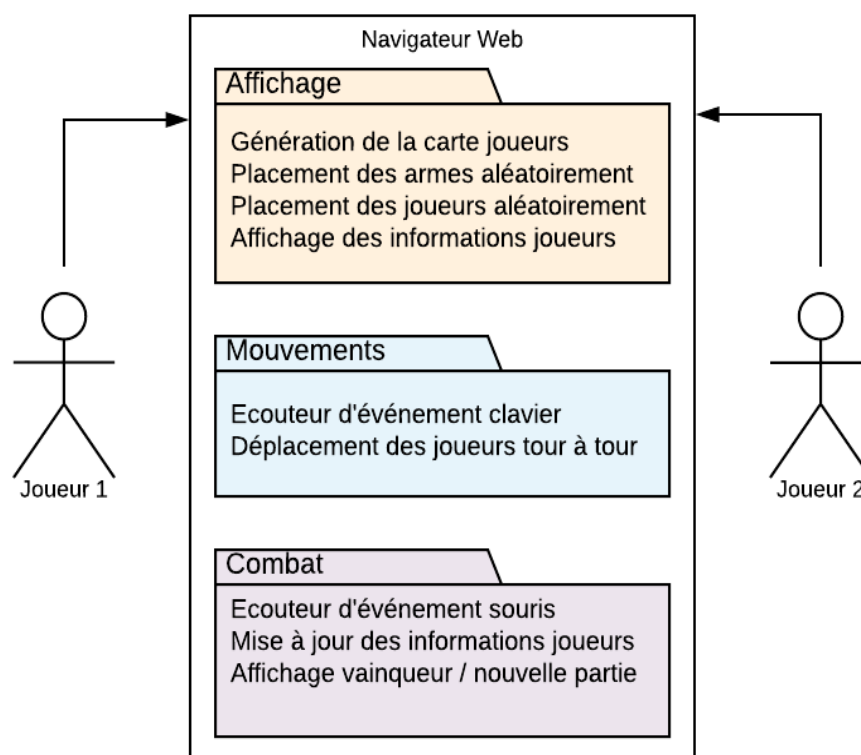 Navigateur Web
Affichage
Génération de la carte joueurs
Placement des armes aléatoirement
Placement des joueurs aléatoirement
Affichage des informations joueurs
Mouvements
Ecouteur d'événement clavier
Déplacement des joueurs tour à tour
Joueur 1
Joueur 2
Combat
Ecouteur d'événement souris
Mise à jour des informations joueurs
Affichage vainqueur / nouvelle partie